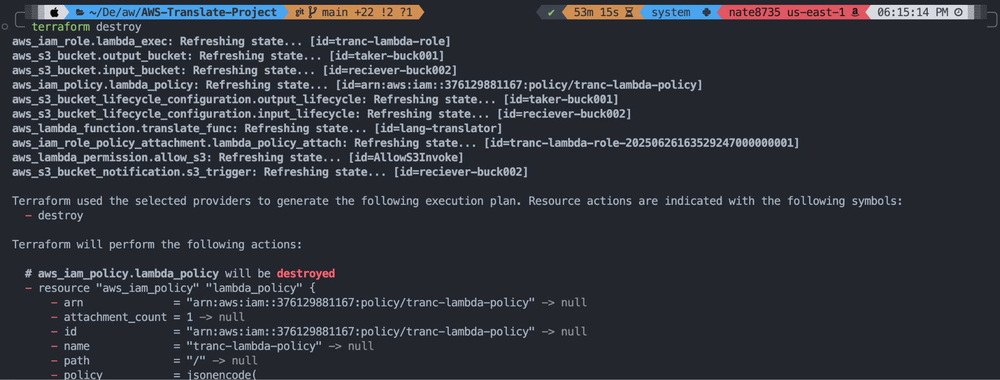 ~/De/aw/AWS-Translate-Project git main +22 !2 ?1 ✔ 53m 15s system nate8735 us-east-1 06:15:14 PM
terraform destroy
aws_iam_role.lambda_exec: Refreshing state... [id=tranc-lambda-role]
aws_s3_bucket.output_bucket: Refreshing state... [id=taker-buck001]
aws_s3_bucket.input_bucket: Refreshing state... [id=reciever-buck002]
aws_iam_policy.lambda_policy: Refreshing state... [id=arn:aws:iam::376129881167:policy/tranc-lambda-policy]
aws_s3_bucket_lifecycle_configuration.output_lifecycle: Refreshing state... [id=taker-buck001]
aws_s3_bucket_lifecycle_configuration.input_lifecycle: Refreshing state... [id=reciever-buck002]
aws_lambda_function.translate_func: Refreshing state... [id=lang-translator]
aws_iam_role_policy_attachment.lambda_policy_attach: Refreshing state... [id=tranc-lambda-role-20250626163529247000000001]
aws_lambda_permission.allow_s3: Refreshing state... [id=AllowS3Invoke]
aws_s3_bucket_notification.s3_trigger: Refreshing state... [id=reciever-buck002]
Terraform used the selected providers to generate the following execution plan. Resource actions are indicated with the following symbols:
- destroy
Terraform will perform the following actions:
# aws_iam_policy.lambda_policy will be destroyed
- resource "aws_iam_policy" "lambda_policy" {
- arn = "arn:aws:iam::376129881167:policy/tranc-lambda-policy" -> null
- attachment_count = 1 -> null
- id = "arn:aws:iam::376129881167:policy/tranc-lambda-policy" -> null
- name = "tranc-lambda-policy" -> null
- path = "/" -> null
- policy = jsonencode(